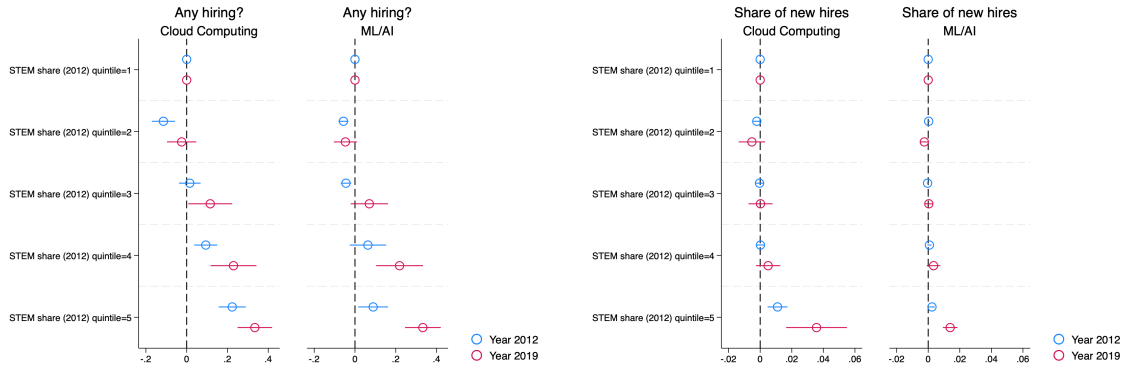 Any hiring?
Cloud Computing
Any hiring?
ML/AI
STEM share (2012) quintile=1
STEM share (2012) quintile=2
STEM share (2012) quintile=3
STEM share (2012) quintile=4
STEM share (2012) quintile=5
-.2 0 .2 .4
-.2 0 .2 .4
Year 2012
Year 2019
Share of new hires
Cloud Computing
Share of new hires
ML/AI
STEM share (2012) quintile=1
STEM share (2012) quintile=2
STEM share (2012) quintile=3
STEM share (2012) quintile=4
STEM share (2012) quintile=5
-.02 0 .02 .04 .06
-.02 0 .02 .04 .06
Year 2012
Year 2019